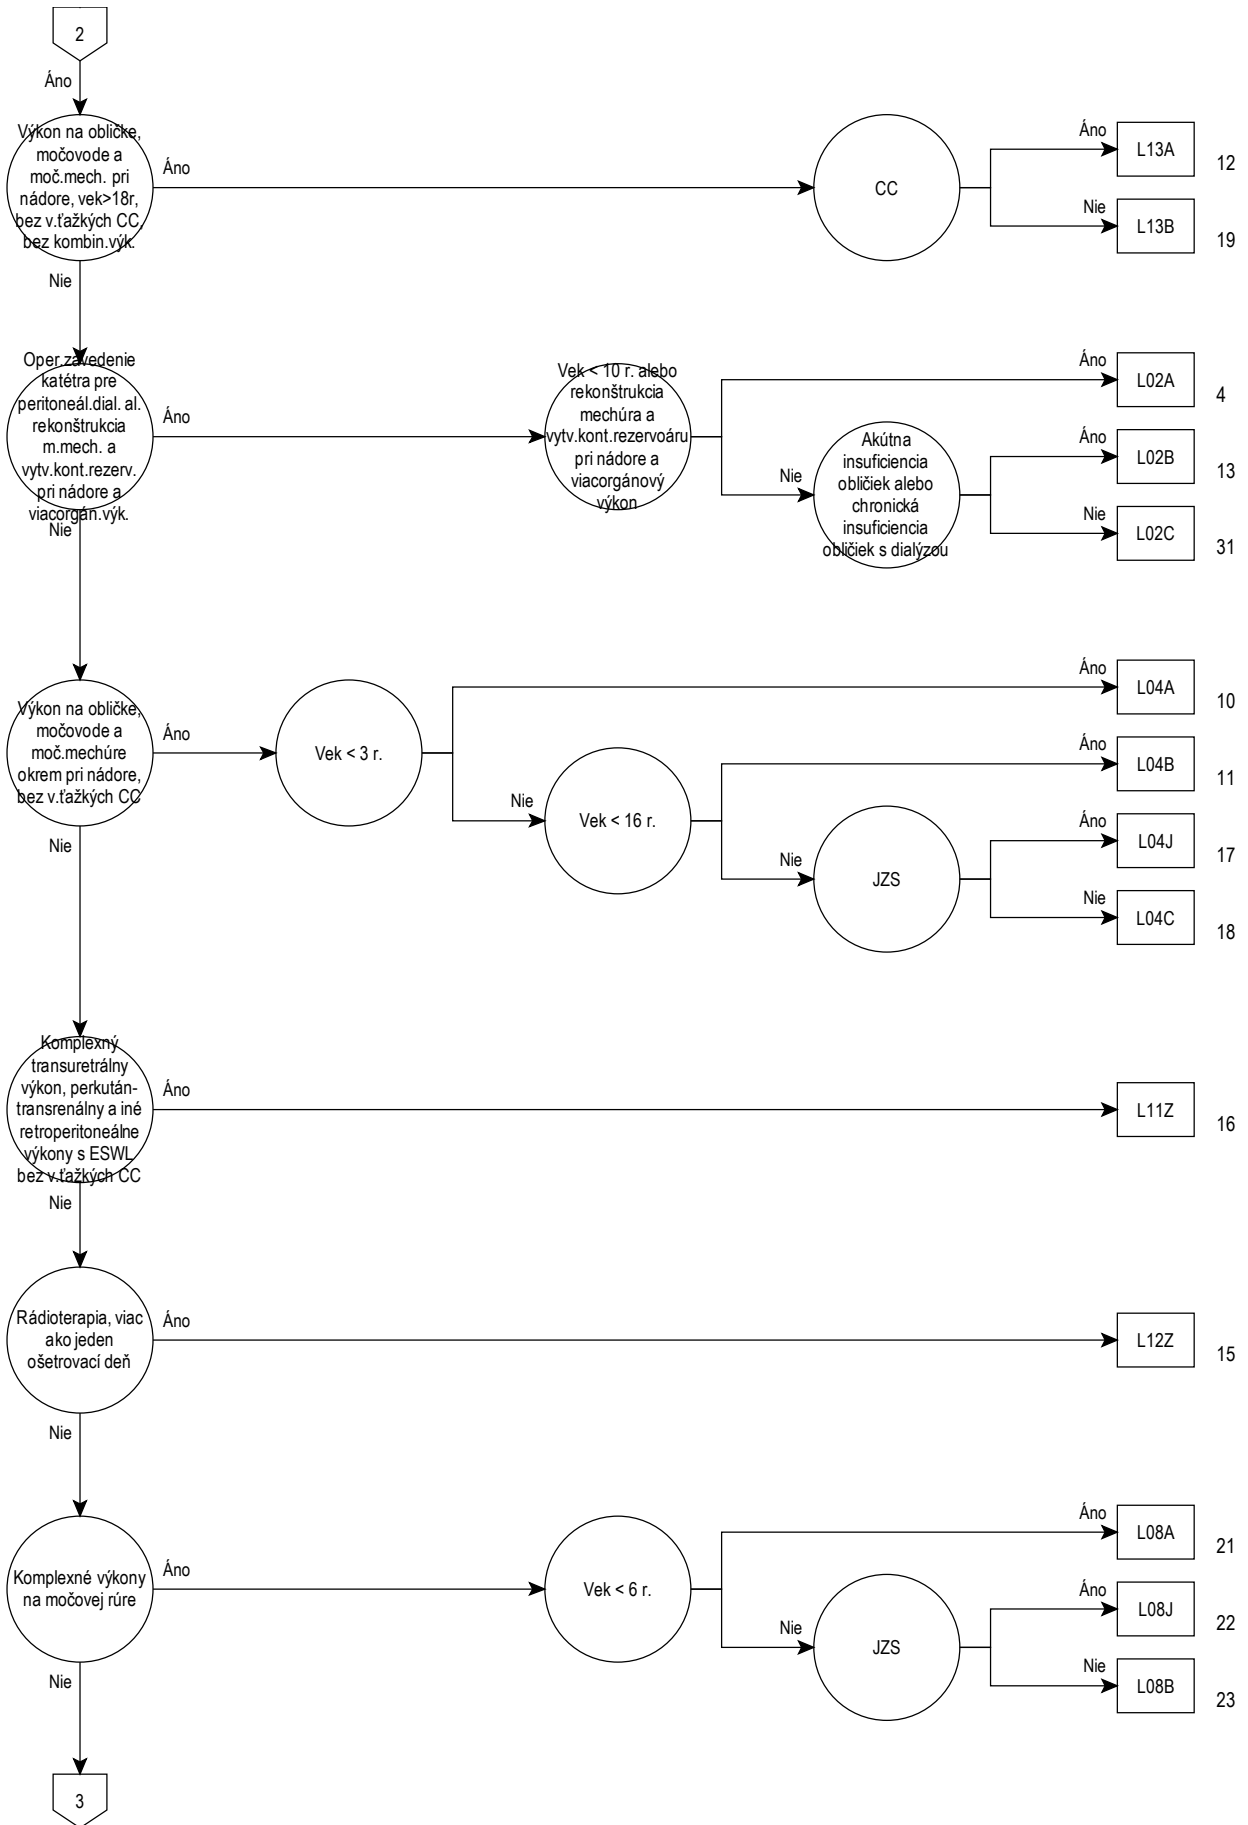 2
Áno
Výkon na obličke,
močovode a
moč.mech. pri
nádore, vek>18r,
bez v.ťažkých CC,
bez kombin.výk.
Áno
CC
Áno
L13A
12
Nie
L13B
19
Nie
Oper.zavedenie
katétra pre
peritoneál.dial. al.
rekonštrukcia
m.mech. a
vytv.kont.rezerv.
pri nádore a
viacorgán.výk.
Áno
Vek < 10 r. alebo
rekonštrukcia
mechúra a
vytv.kont.rezervoáru
pri nádore a
viacorgánový
výkon
Áno
L02A
4
Nie
Akútna
insuficiencia
obličiek alebo
chronická
insuficiencia
obličiek s dialýzou
Áno
L02B
13
Nie
L02C
31
Nie
Výkon na obličke,
močovode a
moč.mechúre
okrem pri nádore,
bez v.ťažkých CC
Áno
Vek < 3 r.
Áno
L04A
10
Nie
Vek < 16 r.
Áno
L04B
11
Nie
JZS
Áno
L04J
17
Nie
L04C
18
Nie
Komplexný
transuretrálny
výkon, perkután-
transrenálny a iné
retroperitoneálne
výkony s ESWL
bez v.ťažkých CC
Áno
L11Z
16
Nie
Rádioterapia, viac
ako jeden
ošetrovací deň
Áno
L12Z
15
Nie
Komplexné výkony
na močovej rúre
Áno
Vek < 6 r.
Áno
L08A
21
Nie
JZS
Áno
L08J
22
Nie
L08B
23
Nie
3